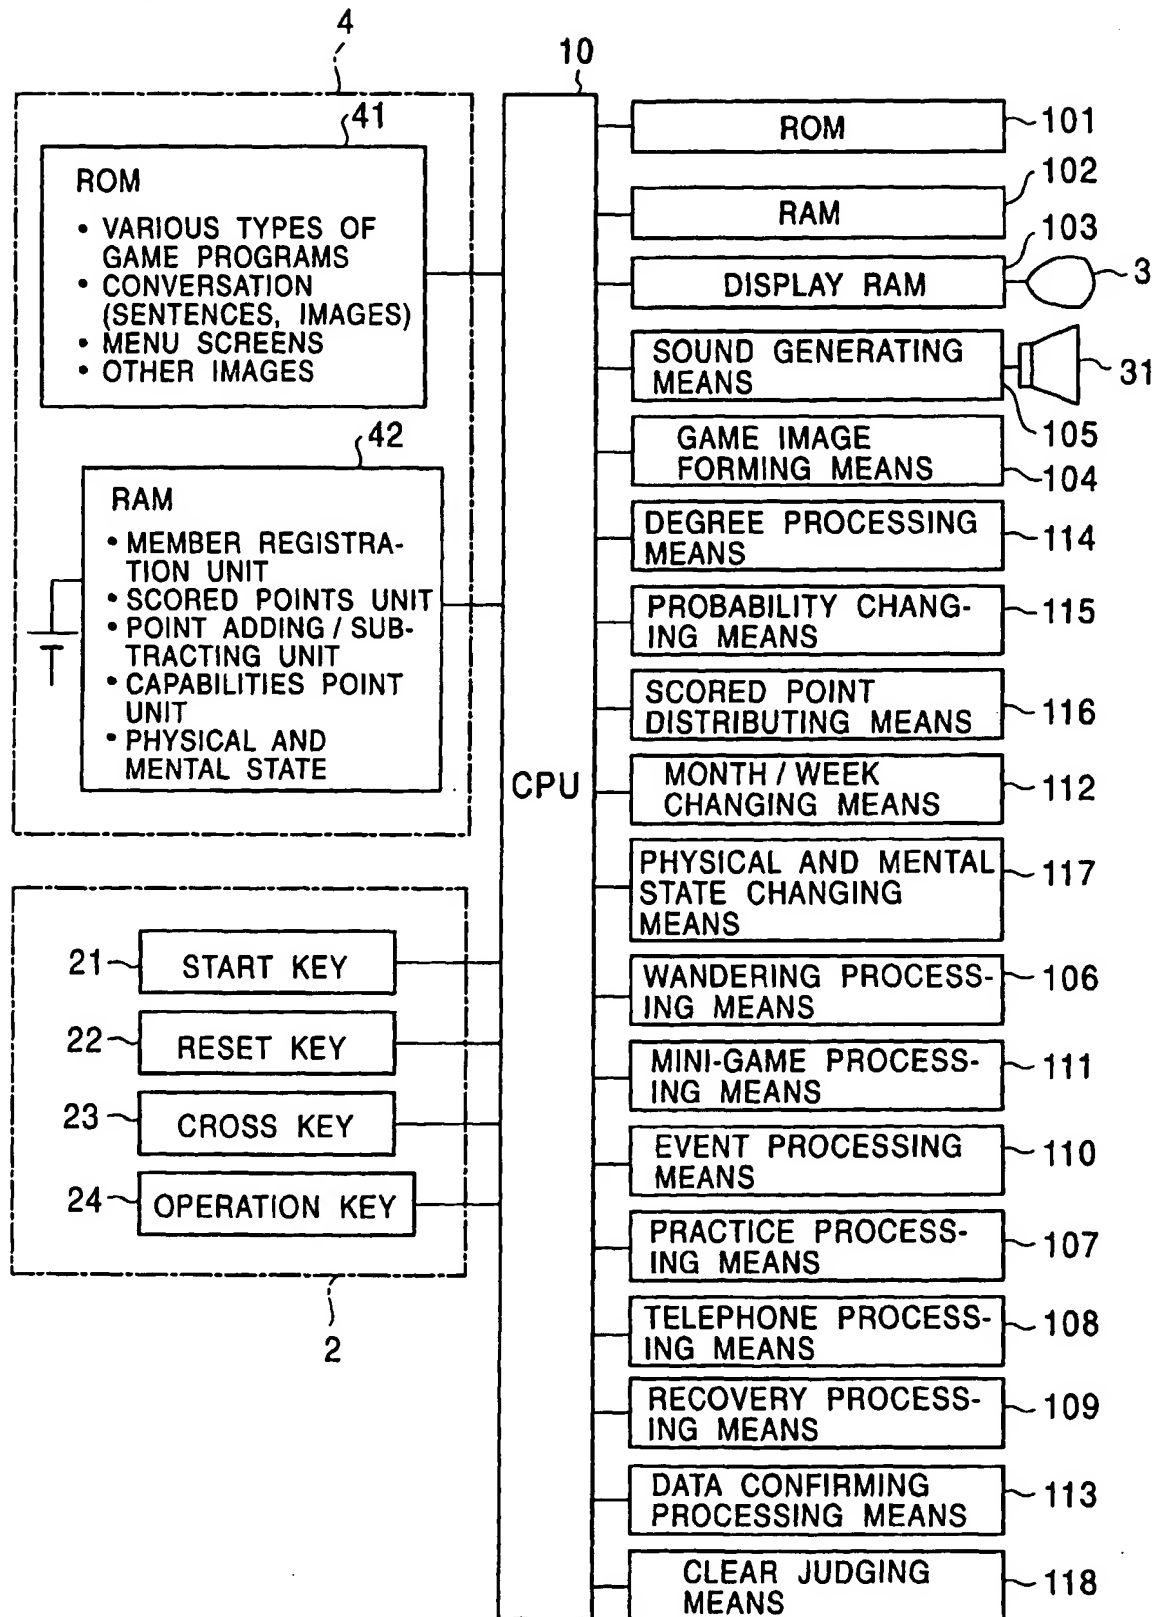 4
41
ROM
• VARIOUS TYPES OF
GAME PROGRAMS
• CONVERSATION
(SENTENCES, IMAGES)
• MENU SCREENS
• OTHER IMAGES
42
RAM
• MEMBER REGISTRA-
TION UNIT
• SCORED POINTS UNIT
• POINT ADDING / SUB-
TRACTING UNIT
• CAPABILITIES POINT
UNIT
• PHYSICAL AND
MENTAL STATE
21
START KEY
22
RESET KEY
23
CROSS KEY
24
OPERATION KEY
2
10
CPU
ROM
101
RAM
102
DISPLAY RAM
103
3
SOUND GENERATING
MEANS
105
31
GAME IMAGE
FORMING MEANS
104
DEGREE PROCESSING
MEANS
114
PROBABILITY CHANG-
ING MEANS
115
SCORED POINT
DISTRIBUTING MEANS
116
MONTH / WEEK
CHANGING MEANS
112
PHYSICAL AND MENTAL
STATE CHANGING
MEANS
117
WANDERING PROCESS-
ING MEANS
106
MINI-GAME PROCESS-
ING MEANS
111
EVENT PROCESSING
MEANS
110
PRACTICE PROCESS-
ING MEANS
107
TELEPHONE PROCESS-
ING MEANS
108
RECOVERY PROCESS-
ING MEANS
109
DATA CONFIRMING
PROCESSING MEANS
113
CLEAR JUDGING
MEANS
118